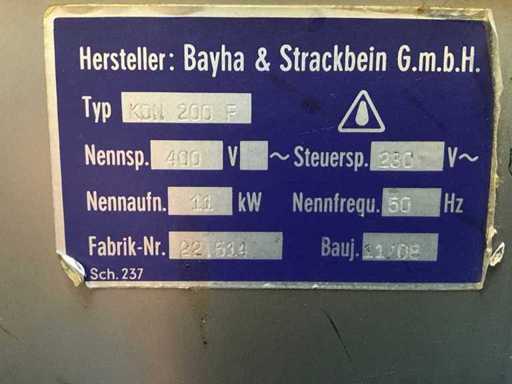 Hersteller: Bayha & Strackbein G.m.b.H.
Typ KDN 200 F
Nennsp. 400 V ~ Steuersp. 230 V~
Nennaufn. 11 kW Nennfrequ. 50 Hz
Fabrik-Nr. 22 614 Bauj. 11/08
Sch. 237